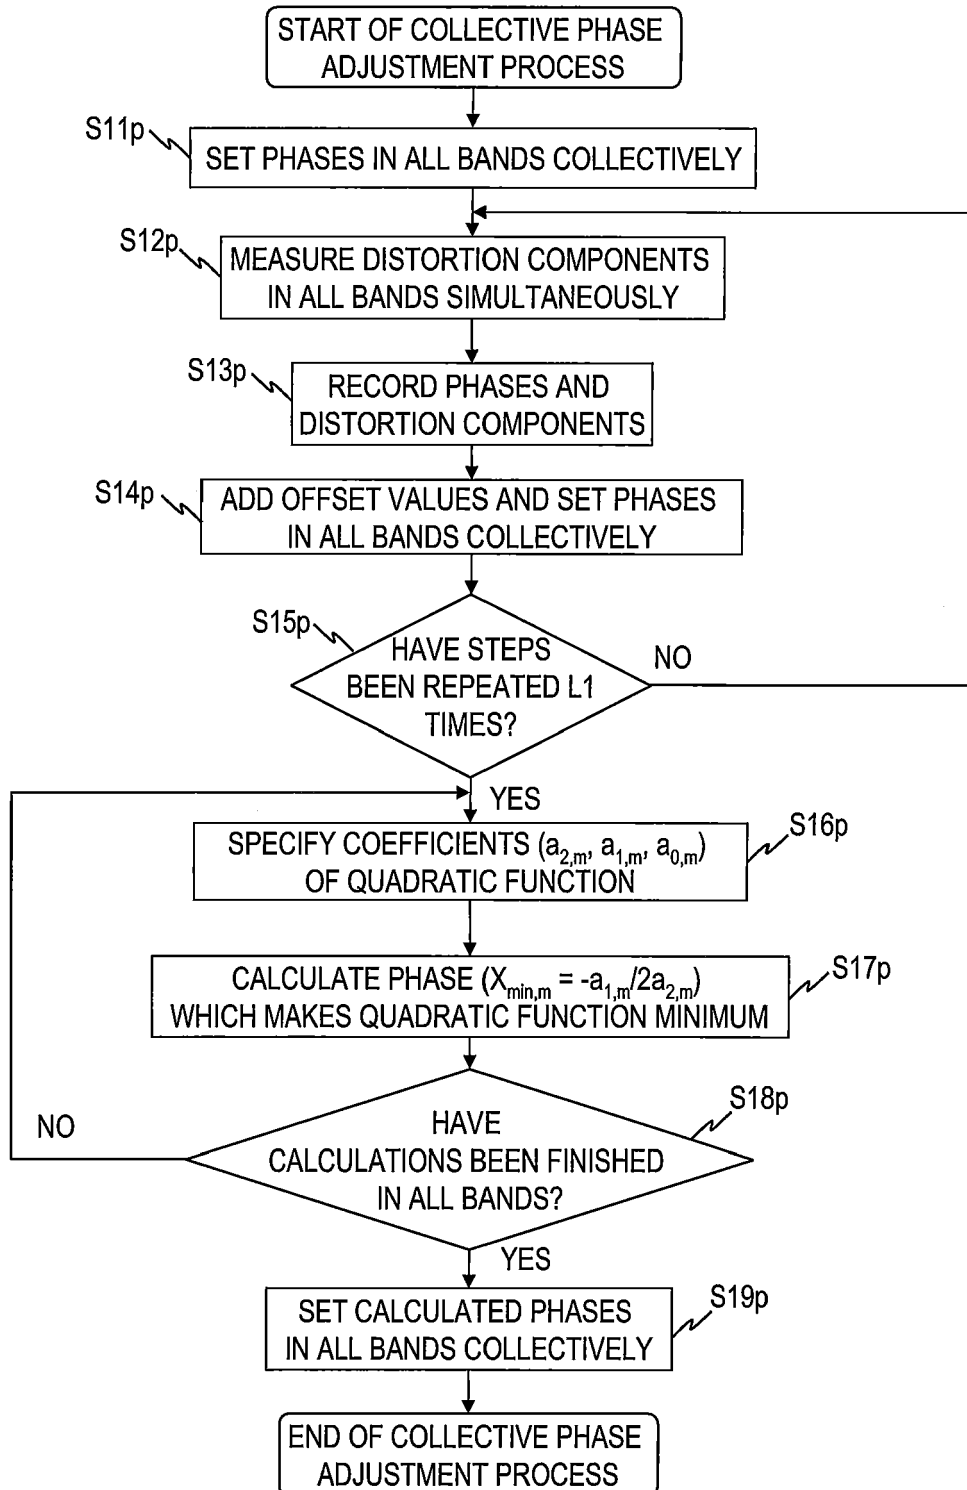 START OF COLLECTIVE PHASE
ADJUSTMENT PROCESS
S11p
SET PHASES IN ALL BANDS COLLECTIVELY
S12p
MEASURE DISTORTION COMPONENTS
IN ALL BANDS SIMULTANEOUSLY
S13p
RECORD PHASES AND
DISTORTION COMPONENTS
S14p
ADD OFFSET VALUES AND SET PHASES
IN ALL BANDS COLLECTIVELY
S15p
HAVE STEPS
BEEN REPEATED L1
TIMES?
NO
YES
S16p
SPECIFY COEFFICIENTS (a2,m, a1,m, a0,m)
OF QUADRATIC FUNCTION
S17p
CALCULATE PHASE (Xmin,m = -a1,m/2a2,m)
WHICH MAKES QUADRATIC FUNCTION MINIMUM
S18p
HAVE
CALCULATIONS BEEN FINISHED
IN ALL BANDS?
NO
YES
S19p
SET CALCULATED PHASES
IN ALL BANDS COLLECTIVELY
END OF COLLECTIVE PHASE
ADJUSTMENT PROCESS